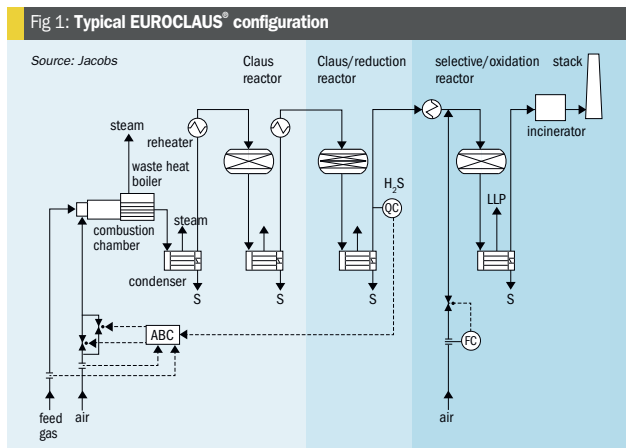 Fig 1: Typical EUROCLAUS® configuration
Source: Jacobs
Claus
reactor
Claus/reduction
reactor
selective/oxidation
reactor
stack
incinerator
reheater
steam
waste heat
boiler
combustion
chamber
steam
condenser
H₂S
QC
LLP
S
S
S
S
ABC
FC
feed
gas
air
air